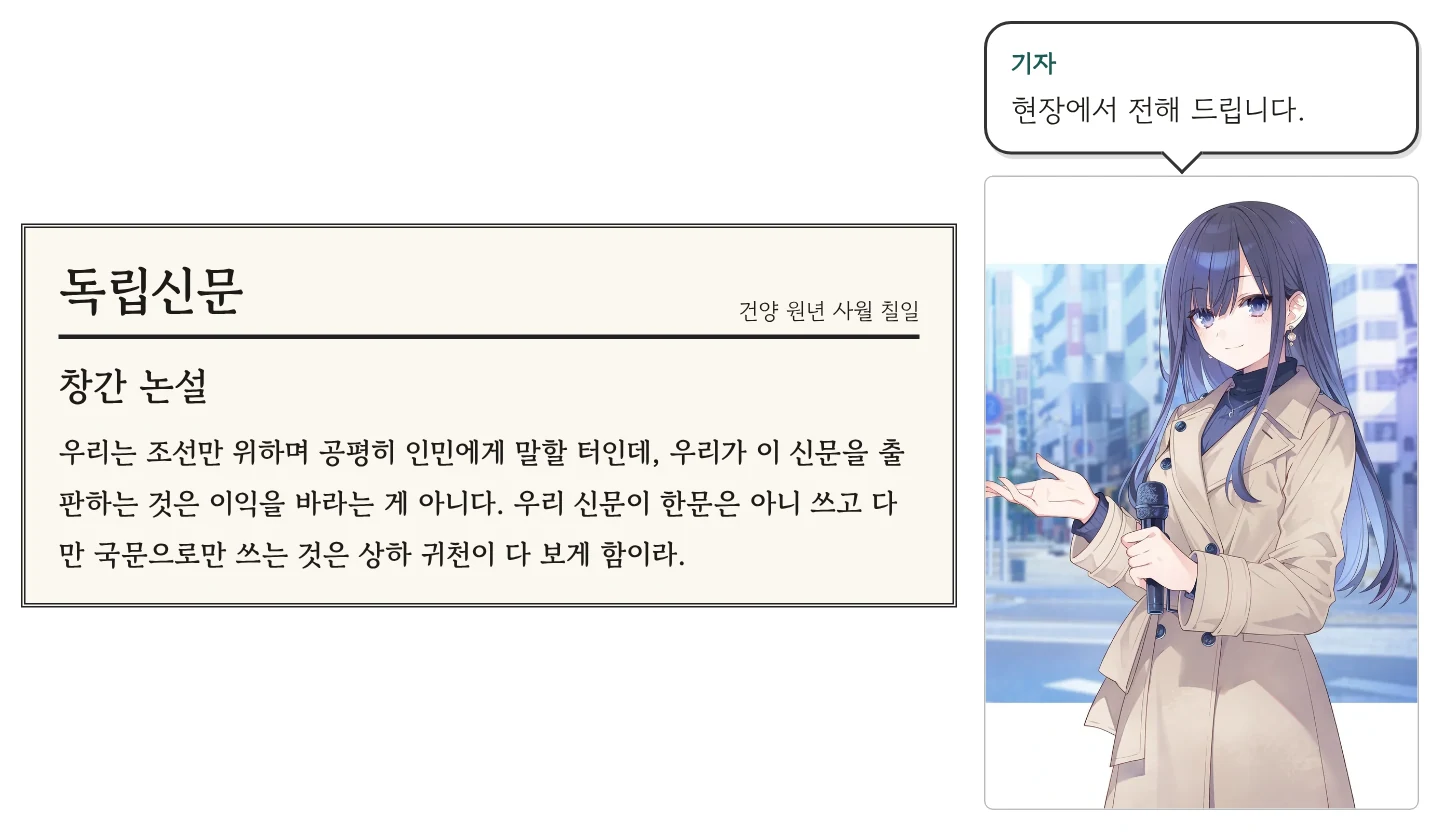 독립신문
건양 원년 사월 칠일
창간 논설
우리는 조선만 위하며 공평히 인민에게 말할 터인데, 우리가 이 신문을 출
판하는 것은 이익을 바라는 게 아니다. 우리 신문이 한문은 아니 쓰고 다
만 국문으로만 쓰는 것은 상하 귀천이 다 보게 함이라.
기자
현장에서 전해 드립니다.